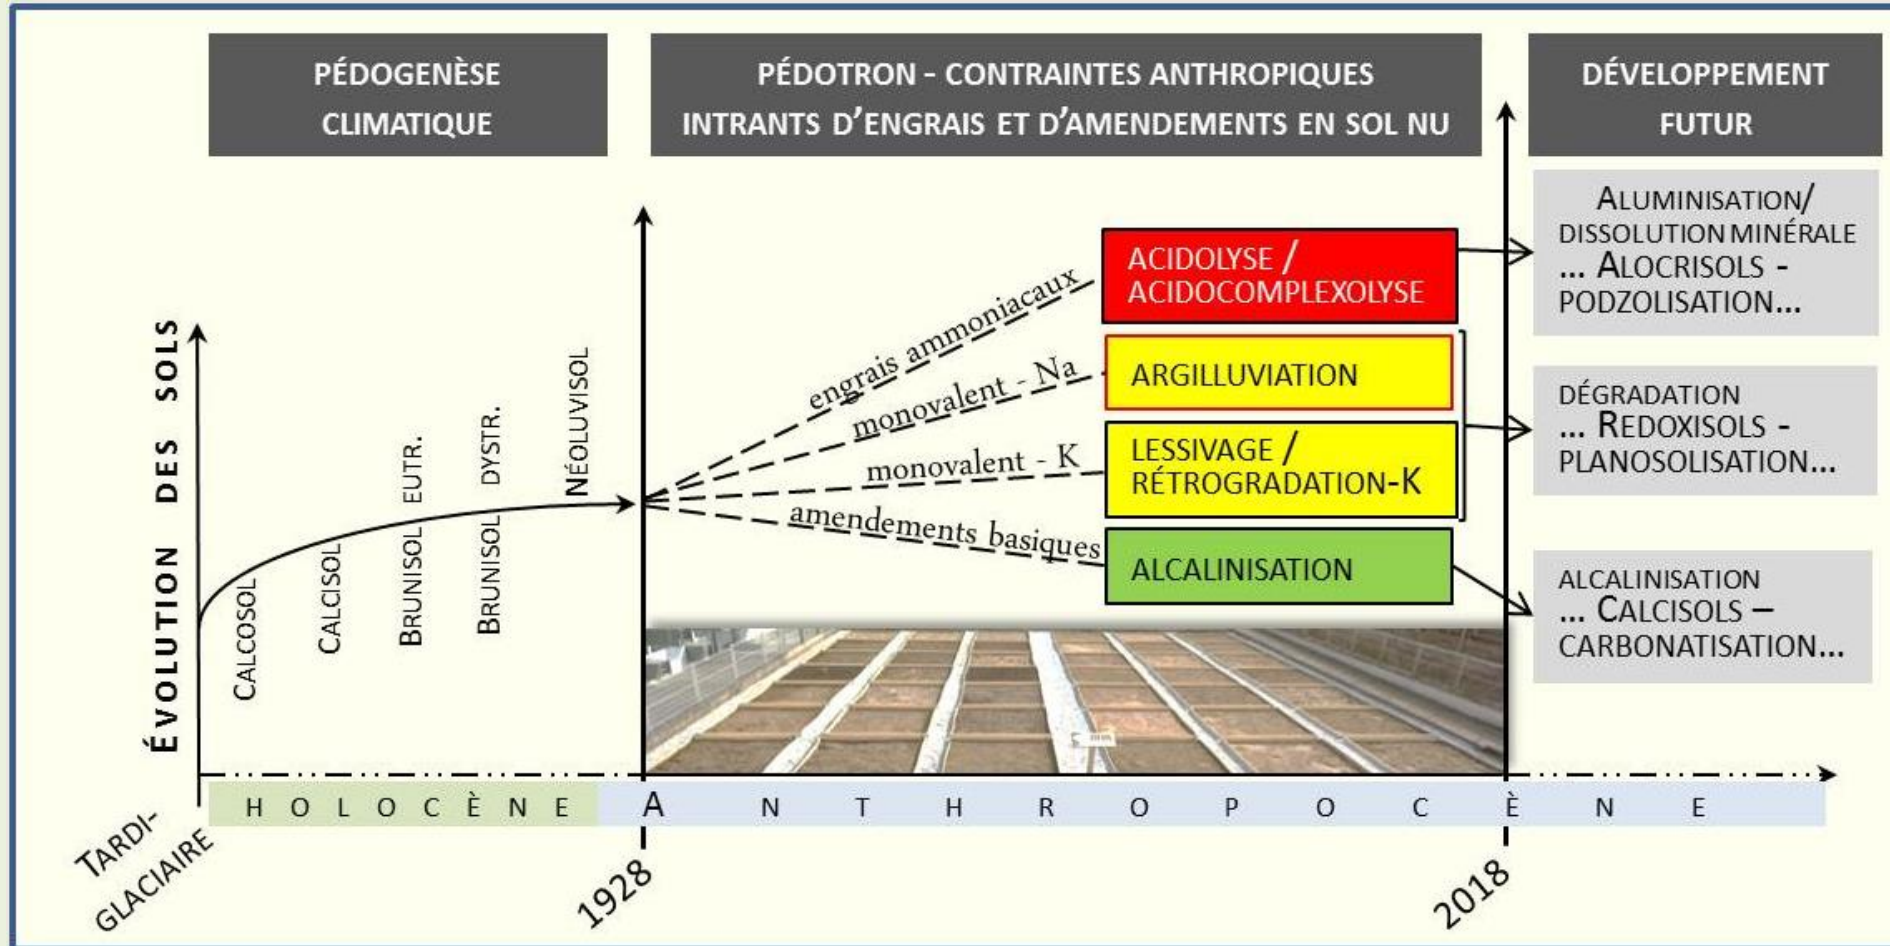 PÉDOGENÈSE
CLIMATIQUE
PÉDOTRON - CONTRAINTES ANTHROPIQUES
INTRANTS D'ENGRAIS ET D'AMENDEMENTS EN SOL NU
DÉVELOPPEMENT
FUTUR
ÉVOLUTION DES SOLS
CALCOSOL
CALCISOL
BRUNISOL EUTR.
BRUNISOL DYSTR.
NÉOLUVISOL
engrais ammoniacaux
monovalent - Na
monovalent - K
amendements basiques
ACIDOLYSE /
ACIDOCOMPLEXOLYSE
ARGILLUVIATION
LESSIVAGE /
RÉTROGRADATION-K
ALCALINISATION
ALUMINISATION/
DISSOLUTION MINÉRALE
... ALOCRISOLS -
PODZOLISATION...
DÉGRADATION
... REDOXISOLS -
PLANOSOLISATION...
ALCALINISATION
... CALCISOLS –
CARBONATISATION...
HOLOCÈNE
ANTHROPOCÈNE
TARDI-
GLACIAIRE
1928
2018